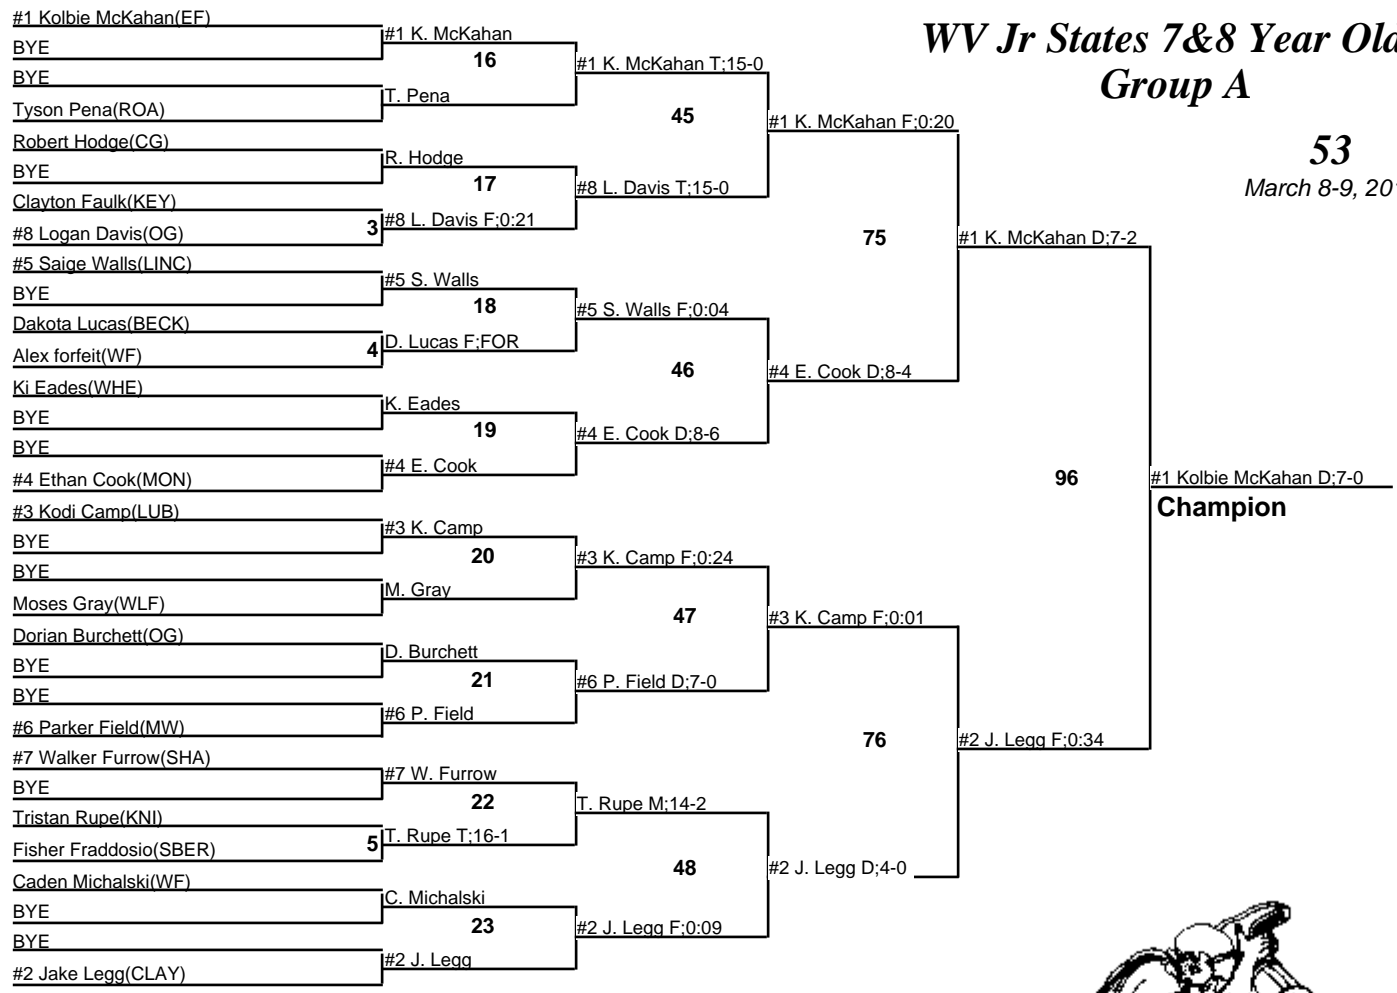 WV Jr States 7&8 Year Old
Group A
53
March 8-9, 201
#1 Kolbie McKahan(EF)
BYE
BYE
Tyson Pena(ROA)
Robert Hodge(CG)
BYE
Clayton Faulk(KEY)
#8 Logan Davis(OG)
#5 Saige Walls(LINC)
BYE
Dakota Lucas(BECK)
Alex forfeit(WF)
Ki Eades(WHE)
BYE
BYE
#4 Ethan Cook(MON)
#3 Kodi Camp(LUB)
BYE
BYE
Moses Gray(WLF)
Dorian Burchett(OG)
BYE
BYE
#6 Parker Field(MW)
#7 Walker Furrow(SHA)
BYE
Tristan Rupe(KNI)
Fisher Fraddosio(SBER)
Caden Michalski(WF)
BYE
BYE
#2 Jake Legg(CLAY)
3
4
5
#1 K. McKahan
16
T. Pena
R. Hodge
17
#8 L. Davis F;0:21
#5 S. Walls
18
D. Lucas F;FOR
K. Eades
19
#4 E. Cook
#3 K. Camp
20
M. Gray
D. Burchett
21
#6 P. Field
#7 W. Furrow
22
T. Rupe T;16-1
C. Michalski
23
#2 J. Legg
#1 K. McKahan T;15-0
45
#8 L. Davis T;15-0
#5 S. Walls F;0:04
46
#4 E. Cook D;8-6
#3 K. Camp F;0:24
47
#6 P. Field D;7-0
T. Rupe M;14-2
48
#2 J. Legg F;0:09
#1 K. McKahan F;0:20
75
#4 E. Cook D;8-4
#3 K. Camp F;0:01
76
#2 J. Legg D;4-0
#1 K. McKahan D;7-2
96
#2 J. Legg F;0:34
#1 Kolbie McKahan D;7-0
Champion